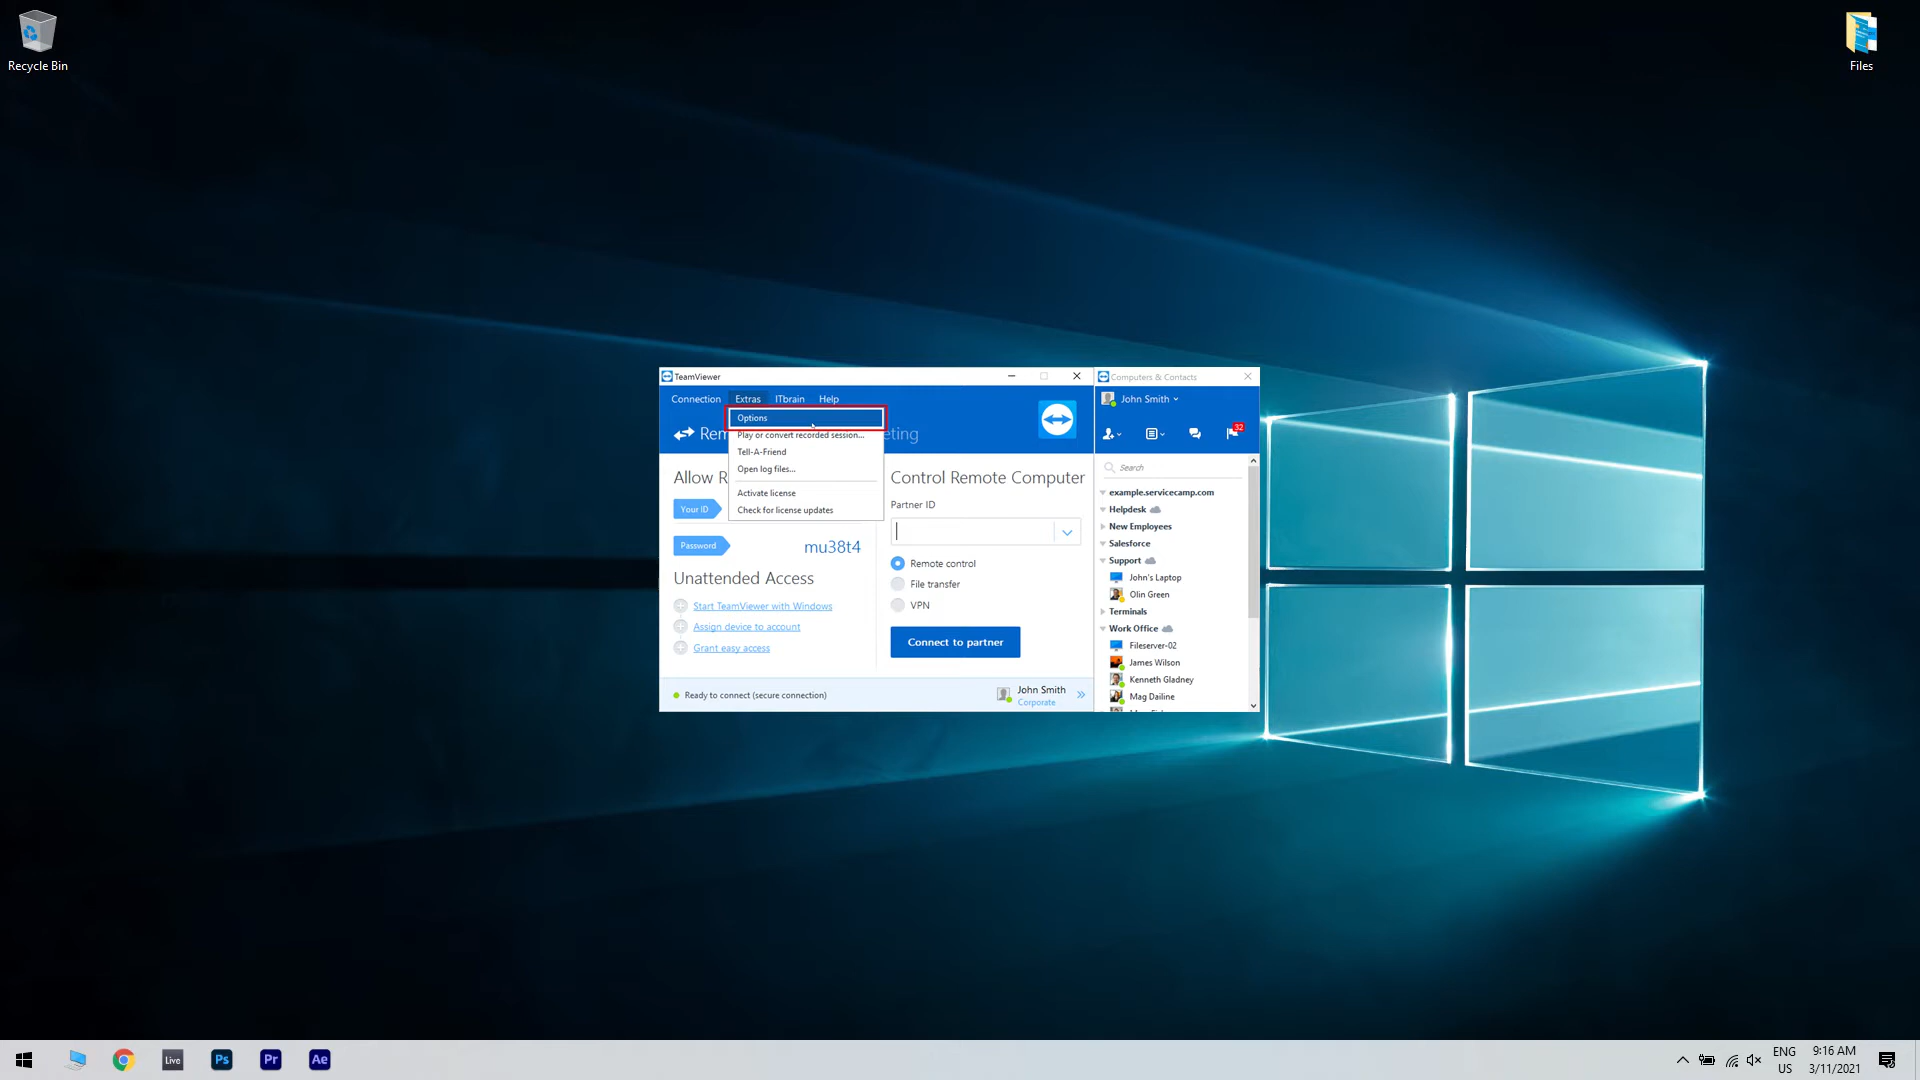 Recycle Bin
Files
TeamViewer
Connection Extras ITbrain Help
Options
Play or convert recorded session...
Tell-A-Friend
Open log files...
Activate license
Check for license updates
Rem
eting
Allow R
Your ID
Password
mu38t4
Unattended Access
Start TeamViewer with Windows
Assign device to account
Grant easy access
Control Remote Computer
Partner ID
Remote control
File transfer
VPN
Connect to partner
Ready to connect (secure connection)
John Smith
Corporate
Computers & Contacts
John Smith
32
Search
example.servicecamp.com
Helpdesk
New Employees
Salesforce
Support
John's Laptop
Olin Green
Terminals
Work Office
Fileserver-02
James Wilson
Kenneth Gladney
Mag Dailine
Live
Ps
Pr
Ae
ENG
US
9:16 AM
3/11/2021